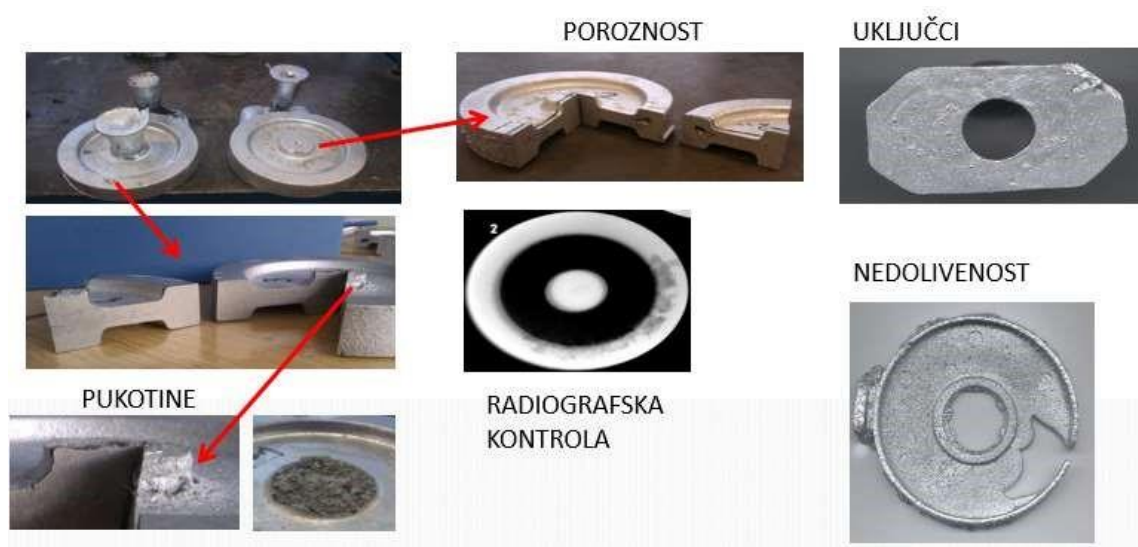 POROZNOST
UKLJUČCI
2
NEDOLIVENOST
PUKOTINE
RADIOGRAFSKA
KONTROLA